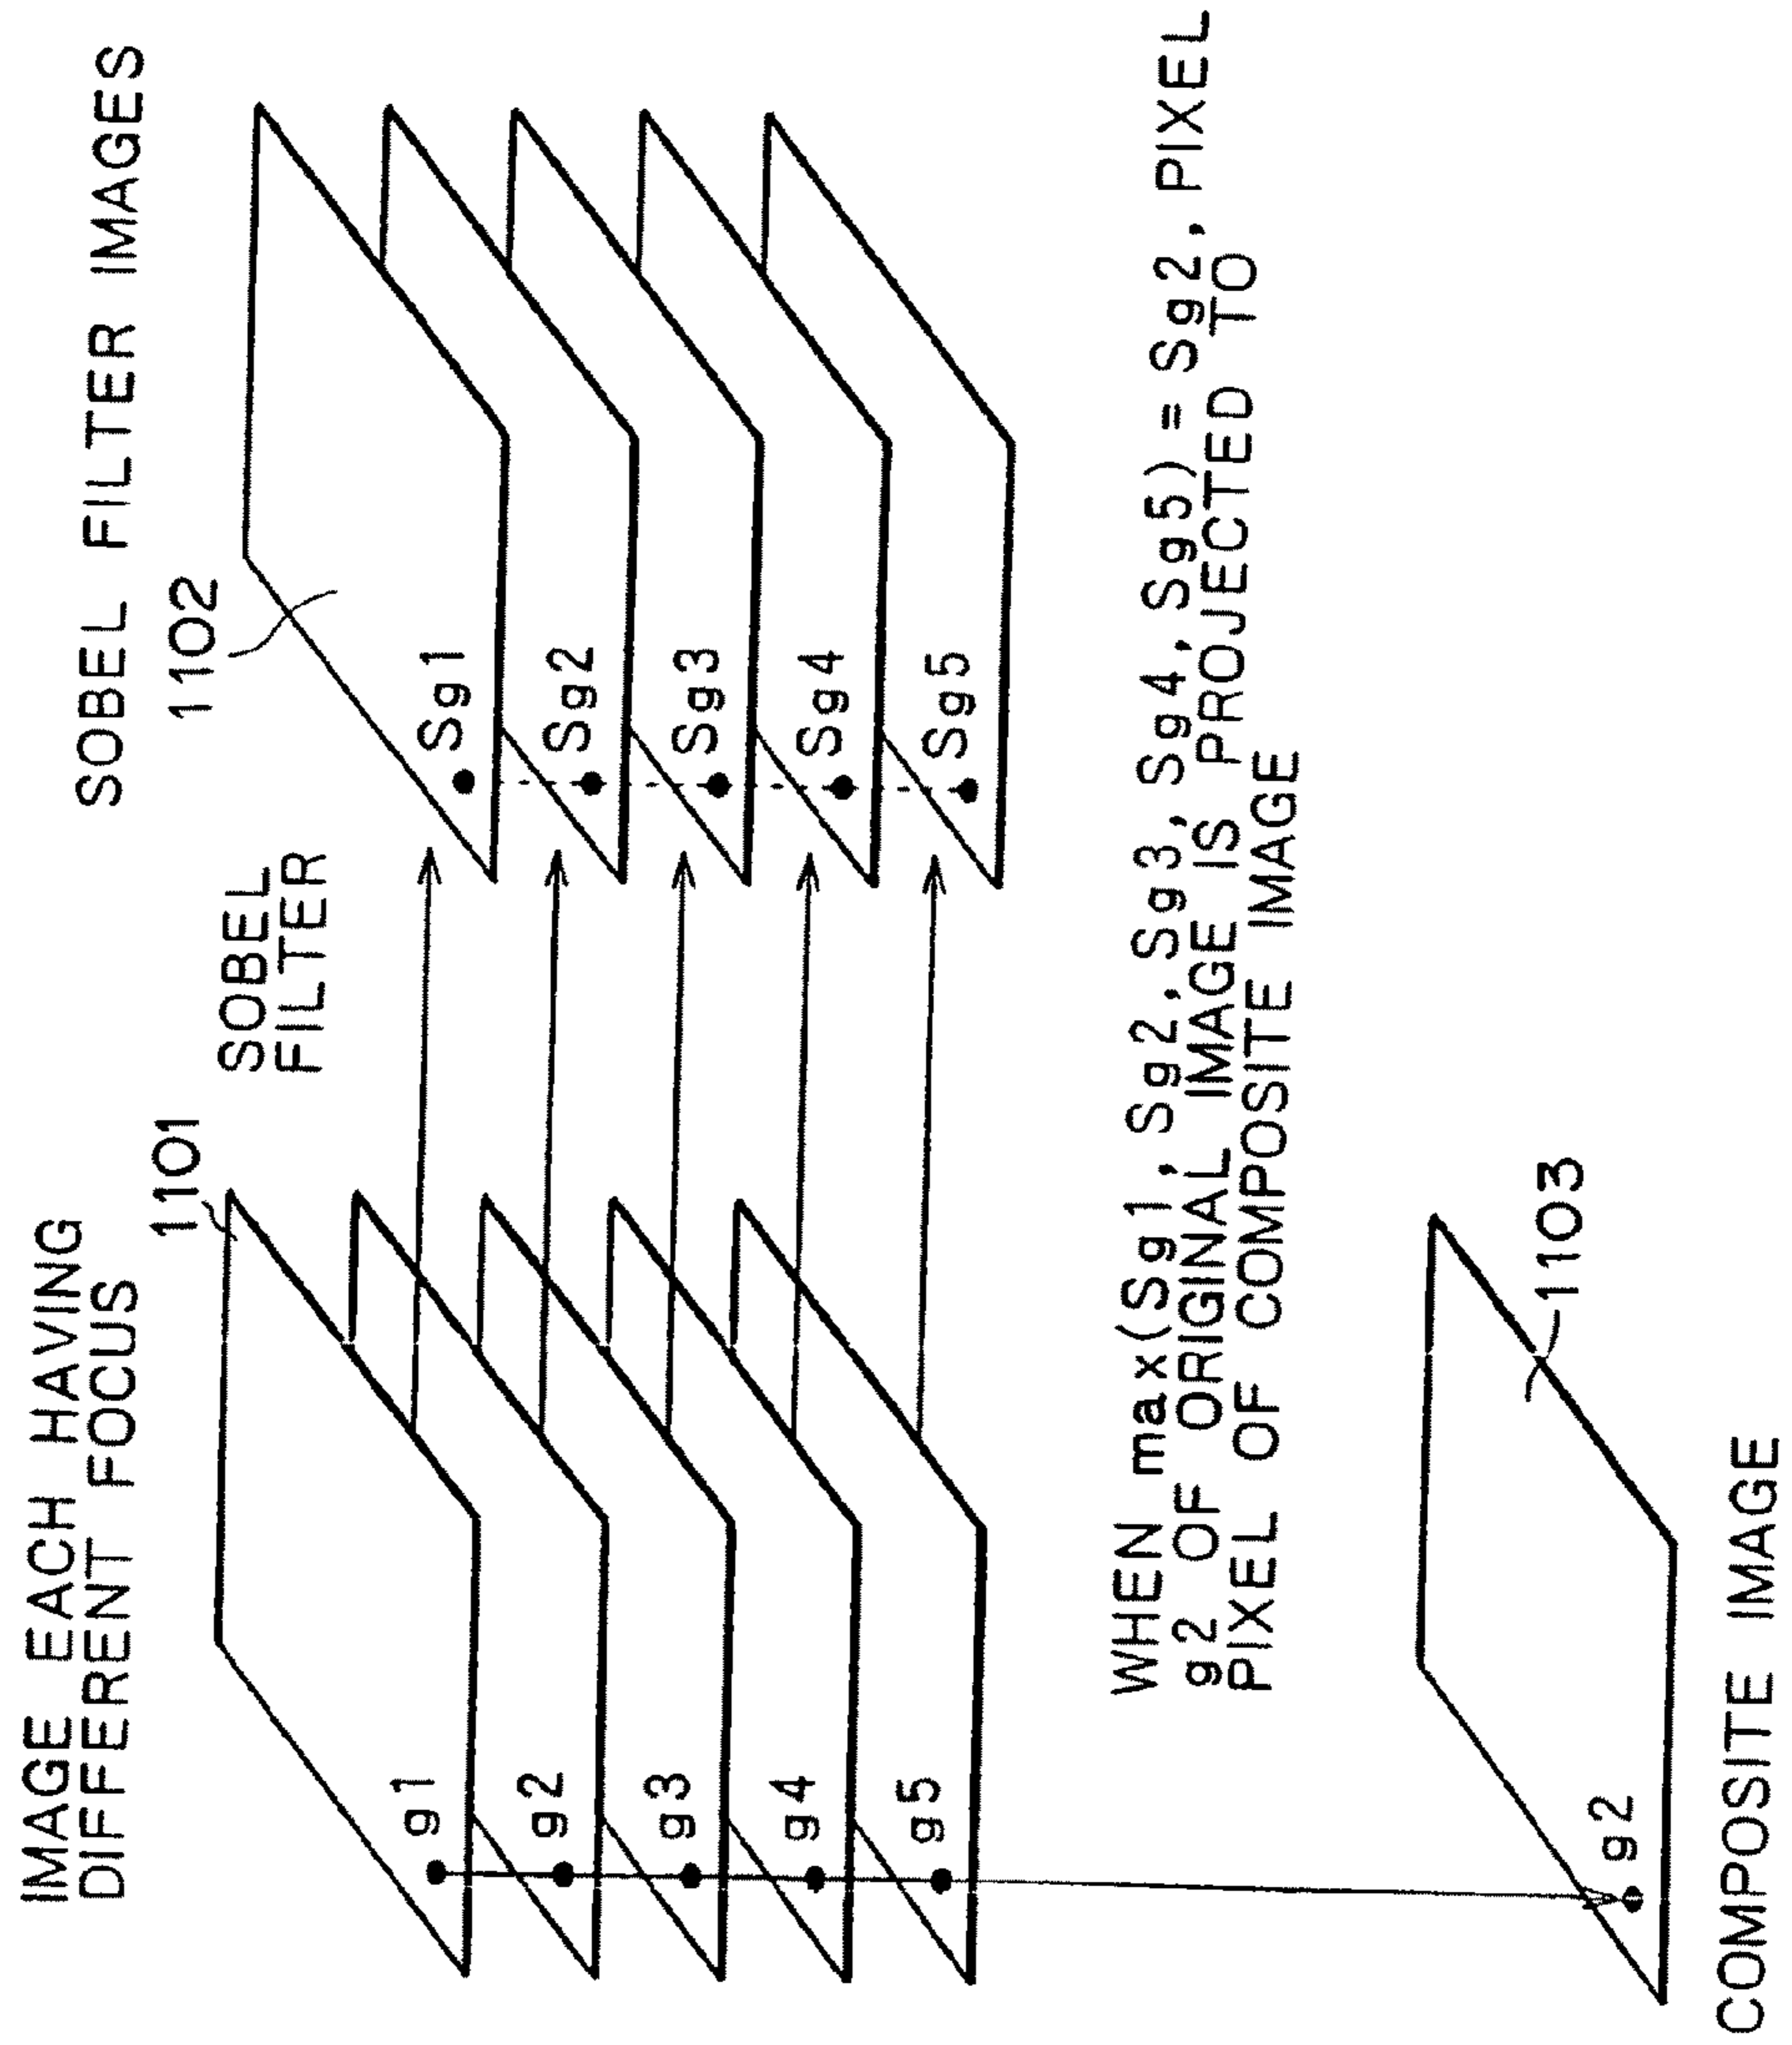 IMAGE EACH HAVING
DIFFERENT FOCUS
1101
SOBEL
FILTER
SOBEL FILTER IMAGES
1102
g1
g2
g3
g4
g5
Sg1
Sg2
Sg3
Sg4
Sg5
WHEN max(Sg1, Sg2, Sg3, Sg4, Sg5) = Sg2, PIXEL
g2 OF ORIGINAL IMAGE IS PROJECTED TO
PIXEL OF COMPOSITE IMAGE
g2
1103
COMPOSITE IMAGE